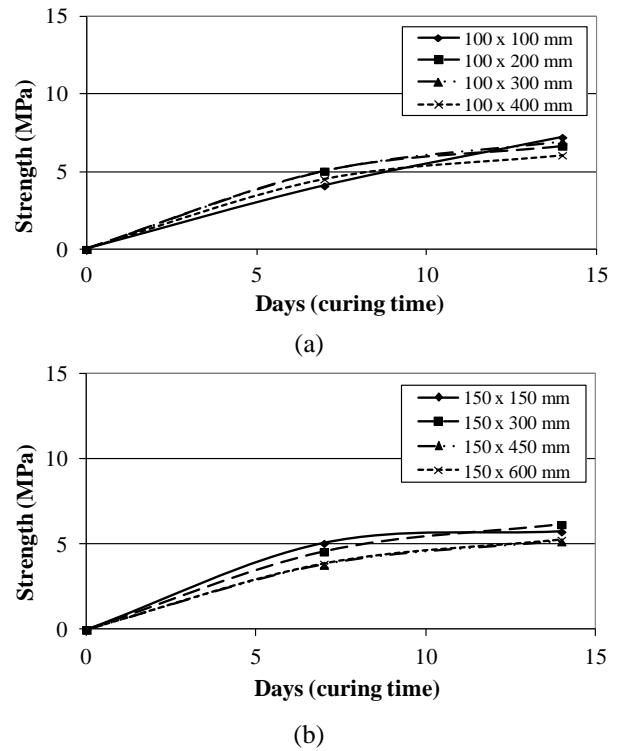 15
10
5
0
Strength (MPa)
100 x 100 mm
100 x 200 mm
100 x 300 mm
100 x 400 mm
0
5
10
15
Days (curing time)
(a)
15
10
5
0
Strength (MPa)
150 x 150 mm
150 x 300 mm
150 x 450 mm
150 x 600 mm
0
5
10
15
Days (curing time)
(b)